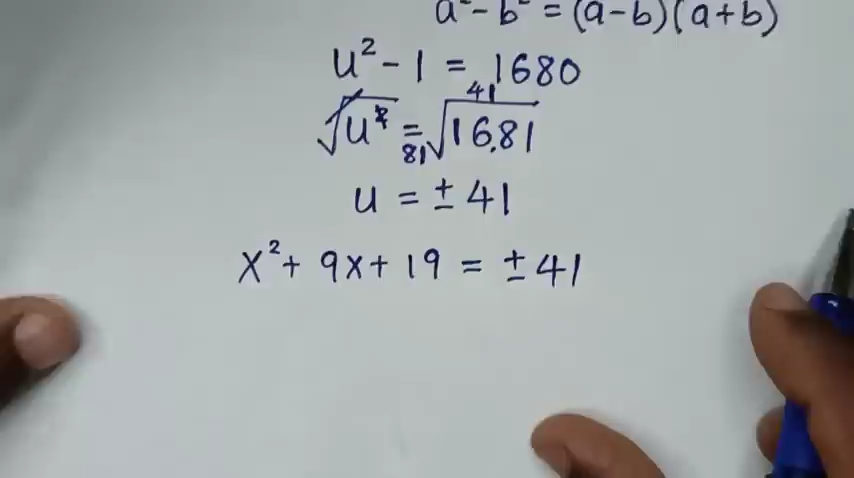 a² - b² = (a-b)(a+b)
u² - 1 = 1680
41
√u² = √16.81
81
u = ± 41
x² + 9x + 19 = ± 41